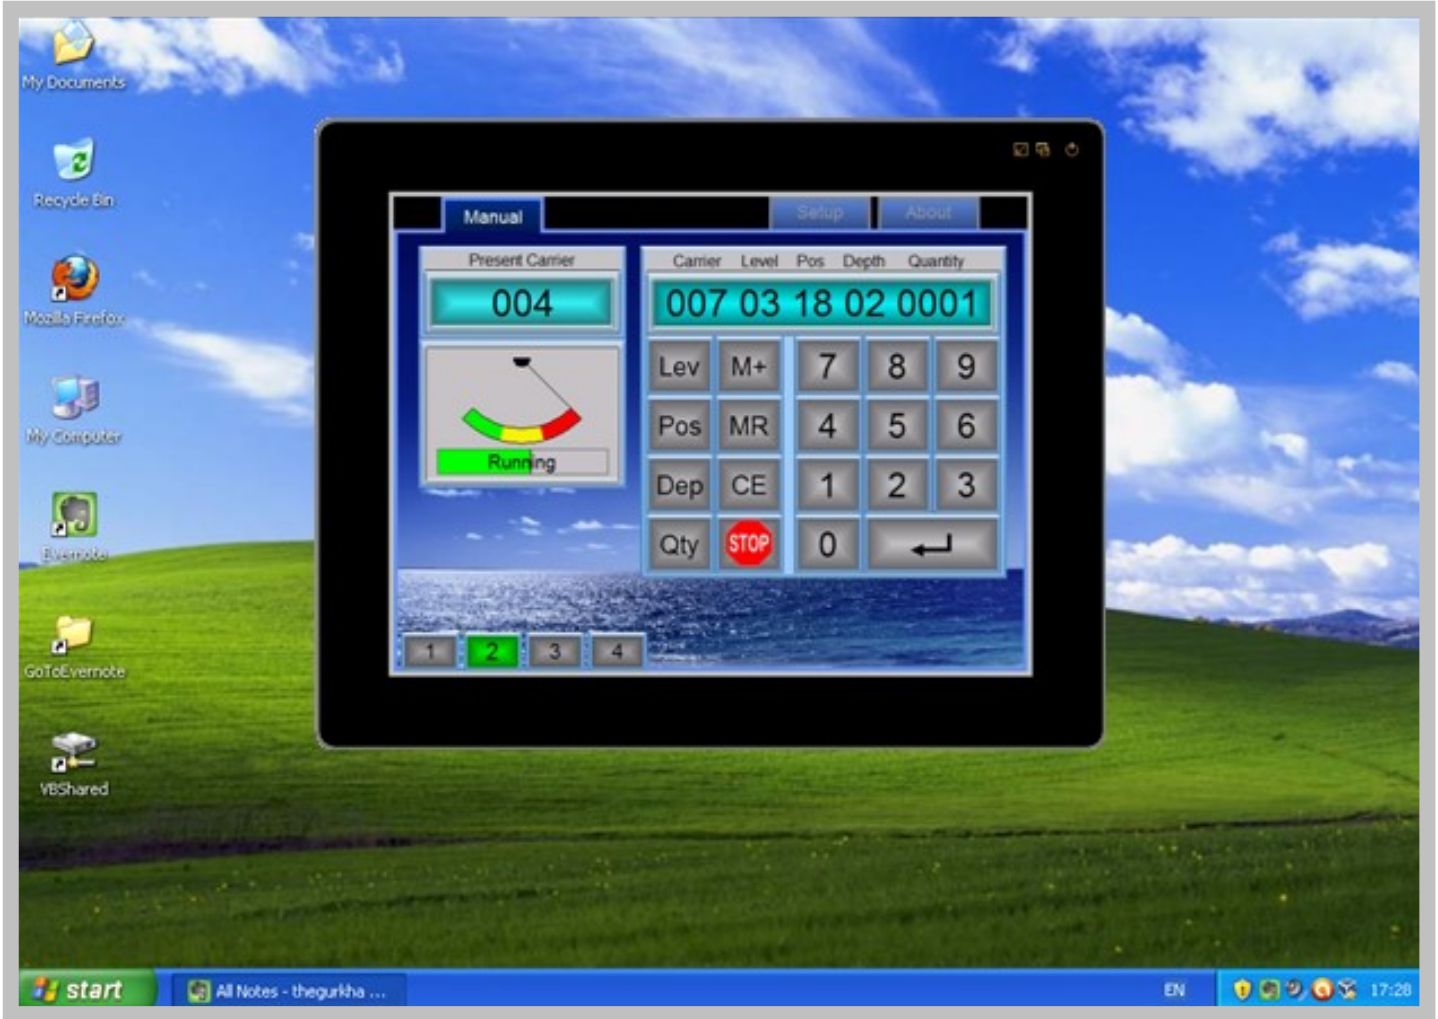 My Documents
Recycle Bin
Mozilla Firefox
My Computer
Evernote
GoToEvernote
VBShared
Manual
Setup
About
Present Carrier
004
Running
Carrier Level Pos Depth Quantity
007 03 18 02 0001
Lev M+ 7 8 9
Pos MR 4 5 6
Dep CE 1 2 3
Qty STOP 0
1 2 3 4
start
All Notes - thegurkha ...
EN
17:28